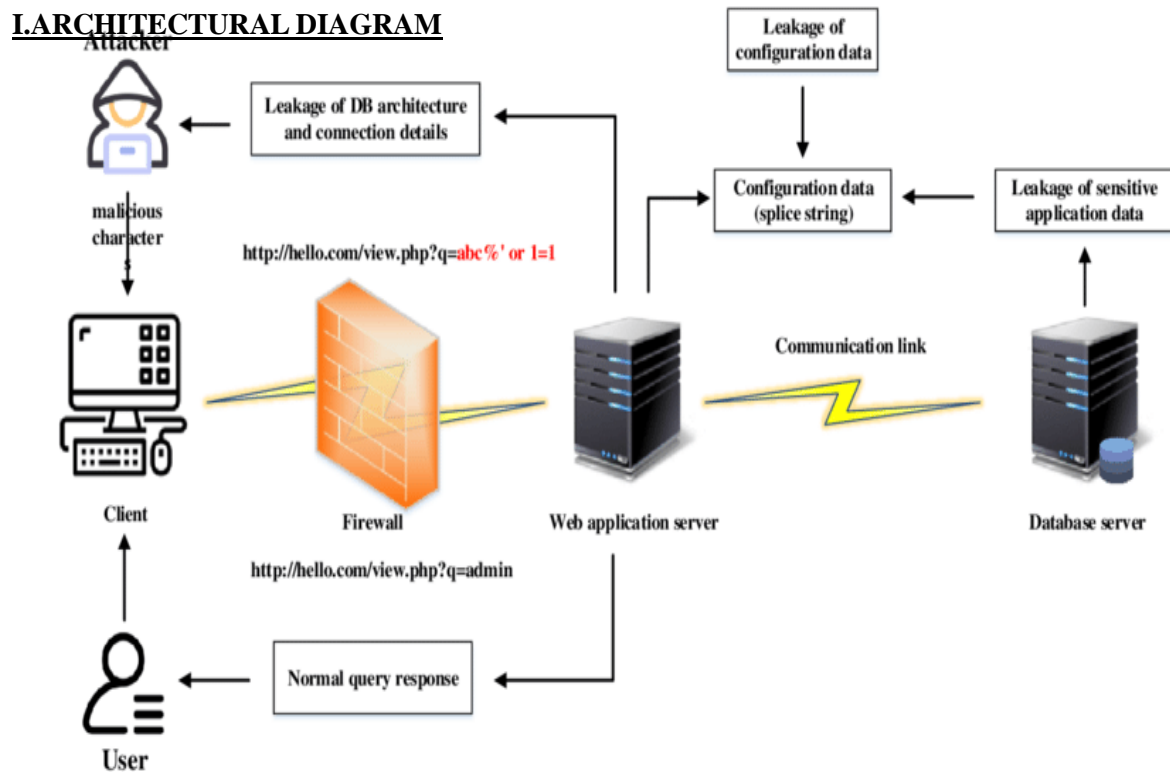 I.ARCHITECTURAL DIAGRAM
Attacker
Leakage of
configuration data
Leakage of DB architecture
and connection details
Configuration data
(splice string)
Leakage of sensitive
application data
malicious
character
s
http://hello.com/view.php?q=abc%' or 1=1
Communication link
Client
Firewall
Web application server
Database server
http://hello.com/view.php?q=admin
Normal query response
User